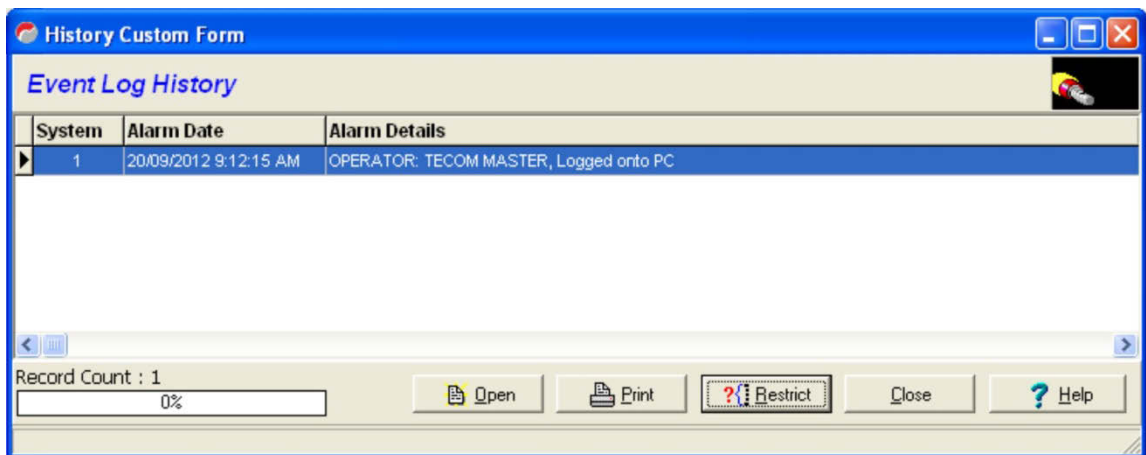 History Custom Form
Event Log History
System Alarm Date Alarm Details
1 20/09/2012 9:12:15 AM OPERATOR: TECOM MASTER, Logged onto PC
Record Count : 1
0%
Open Print ?{ Restrict Close ? Help